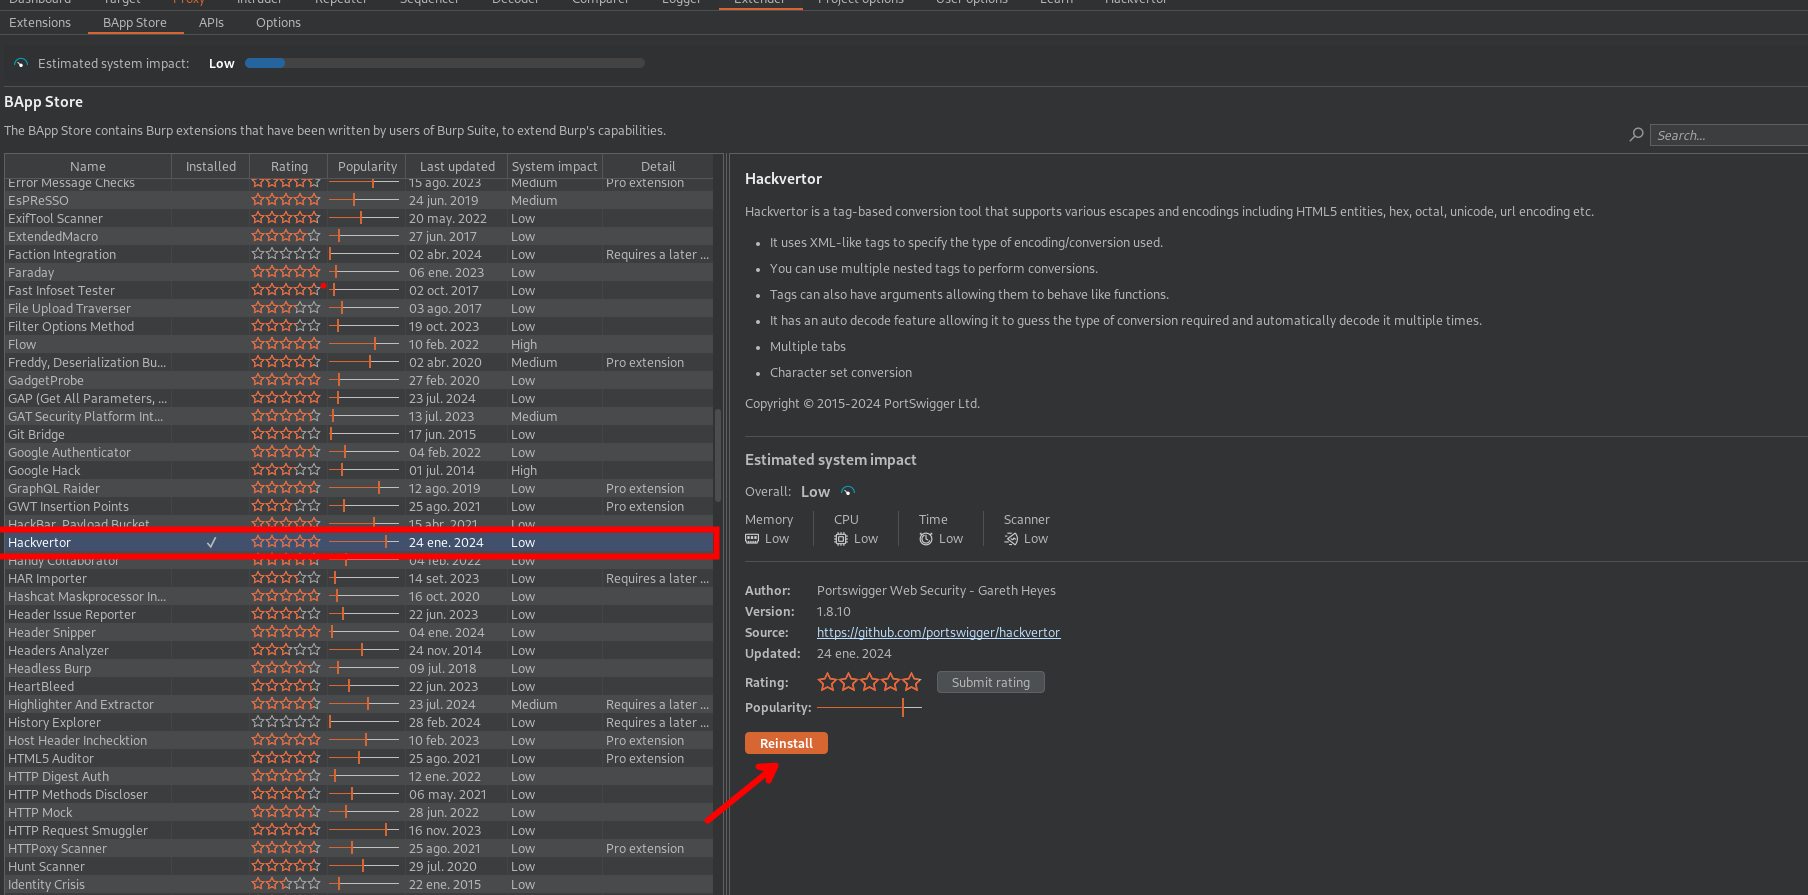 Dashboard Target Proxy Intruder Repeater Sequencer Decoder Comparer Logger Extender Project options User options Learn Hackvertor
Extensions BApp Store APIs Options
Estimated system impact: Low
BApp Store
The BApp Store contains Burp extensions that have been written by users of Burp Suite, to extend Burp's capabilities.
Search...
Name Installed Rating Popularity Last updated System impact Detail
Error Message Checks 15 ago. 2023 Medium Pro extension
EsPReSSO 24 jun. 2019 Medium
ExifTool Scanner 20 may. 2022 Low
ExtendedMacro 27 jun. 2017 Low
Faction Integration 02 abr. 2024 Low Requires a later ...
Faraday 06 ene. 2023 Low
Fast Infoset Tester 02 oct. 2017 Low
File Upload Traverser 03 ago. 2017 Low
Filter Options Method 19 oct. 2023 Low
Flow 10 feb. 2022 High
Freddy, Deserialization Bu... 02 abr. 2020 Medium Pro extension
GadgetProbe 27 feb. 2020 Low
GAP (Get All Parameters, ... 23 jul. 2024 Low
GAT Security Platform Int... 13 jul. 2023 Medium
Git Bridge 17 jun. 2015 Low
Google Authenticator 04 feb. 2022 Low
Google Hack 01 jul. 2014 High
GraphQL Raider 12 ago. 2019 Low Pro extension
GWT Insertion Points 25 ago. 2021 Low Pro extension
HackBar, Payload Bucket 15 abr. 2021 Low
Hackvertor ✓ 24 ene. 2024 Low
Handy Collaborator 04 feb. 2022 Low
HAR Importer 14 set. 2023 Low Requires a later ...
Hashcat Maskprocessor In... 16 oct. 2020 Low
Header Issue Reporter 22 jun. 2023 Low
Header Snipper 04 ene. 2024 Low
Headers Analyzer 24 nov. 2014 Low
Headless Burp 09 jul. 2018 Low
HeartBleed 22 jun. 2023 Low
Highlighter And Extractor 23 jul. 2024 Medium Requires a later ...
History Explorer 28 feb. 2024 Low Requires a later ...
Host Header Inchecktion 10 feb. 2023 Low Pro extension
HTML5 Auditor 25 ago. 2021 Low Pro extension
HTTP Digest Auth 12 ene. 2022 Low
HTTP Methods Discloser 06 may. 2021 Low
HTTP Mock 28 jun. 2022 Low
HTTP Request Smuggler 16 nov. 2023 Low
HTTPoxy Scanner 25 ago. 2021 Low Pro extension
Hunt Scanner 29 jul. 2020 Low
Identity Crisis 22 ene. 2015 Low
Hackvertor
Hackvertor is a tag-based conversion tool that supports various escapes and encodings including HTML5 entities, hex, octal, unicode, url encoding etc.
• It uses XML-like tags to specify the type of encoding/conversion used.
• You can use multiple nested tags to perform conversions.
• Tags can also have arguments allowing them to behave like functions.
• It has an auto decode feature allowing it to guess the type of conversion required and automatically decode it multiple times.
• Multiple tabs
• Character set conversion
Copyright © 2015-2024 PortSwigger Ltd.
Estimated system impact
Overall: Low
Memory CPU Time Scanner
Low Low Low Low
Author: Portswigger Web Security - Gareth Heyes
Version: 1.8.10
Source: https://github.com/portswigger/hackvertor
Updated: 24 ene. 2024
Rating: Submit rating
Popularity:
Reinstall